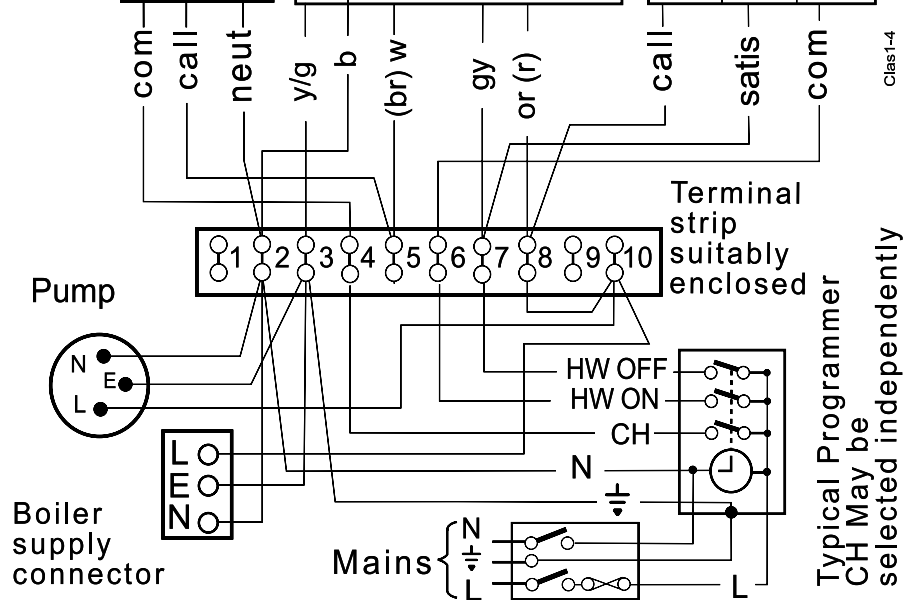 com
call
neut
y/g
b
(br) w
gy
or (r)
call
satis
com
Clas1-4
1 2 3 4 5 6 7 8 9 10
Terminal
strip
suitably
enclosed
Pump
N
E
L
HW OFF
HW ON
CH
N
L
E
N
Boiler
supply
connector
Mains
N
L
L
Typical Programmer
CH May be
selected independently